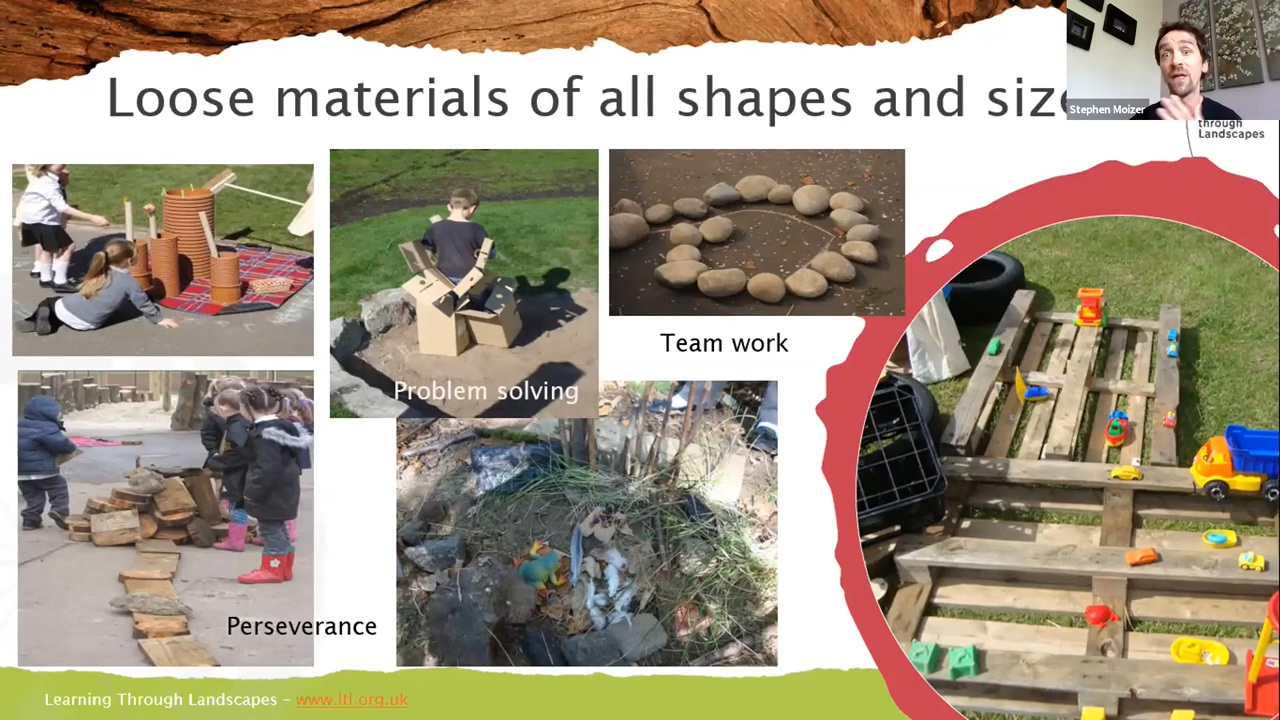 Loose materials of all shapes and size
Stephen Moizer
through
Landscapes
Team work
Problem solving
Perseverance
Learning Through Landscapes – www.ltl.org.uk